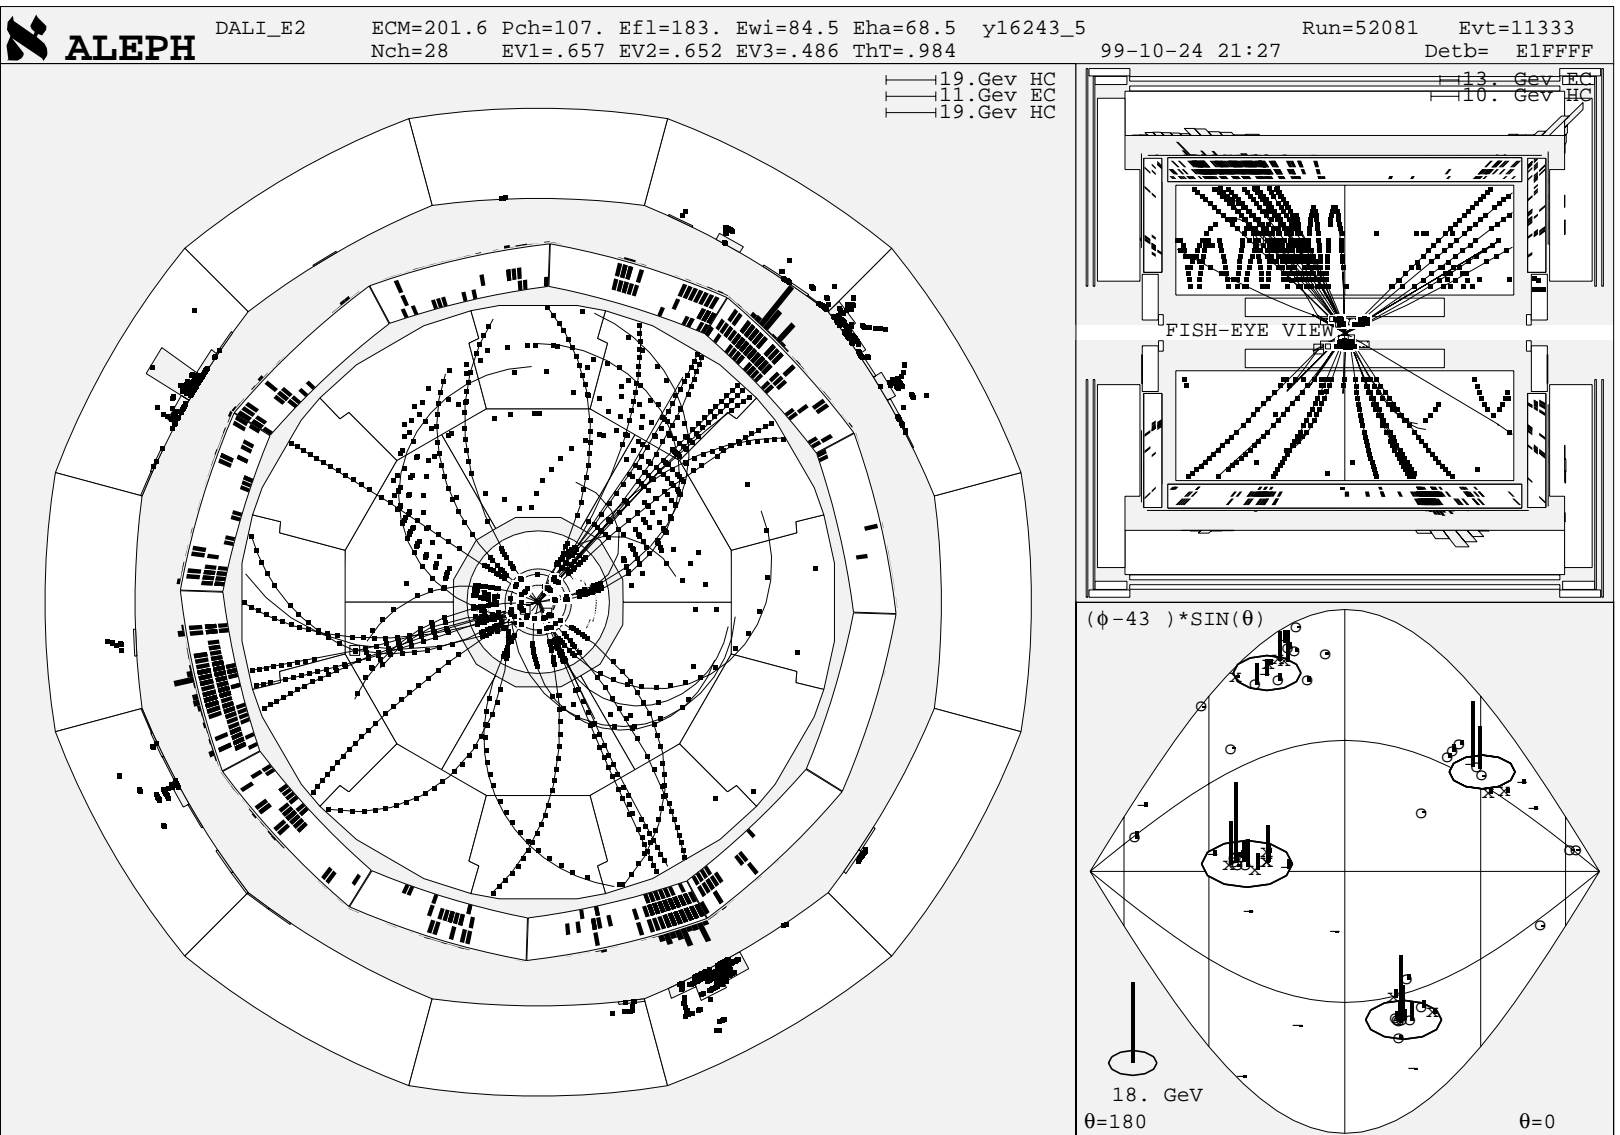 ALEPH DALI_E2 ECM=201.6 Pch=107. Efl=183. Ewi=84.5 Eha=68.5 y16243_5 Run=52081 Evt=11333
Nch=28 EV1=.657 EV2=.652 EV3=.486 ThT=.984 99-10-24 21:27 Detb= E1FFFF
19.Gev HC
11.Gev EC
19.Gev HC
13. Gev EC
10. Gev HC
FISH-EYE VIEW
(ϕ-43 )*SIN(θ)
18. GeV
θ=180 θ=0